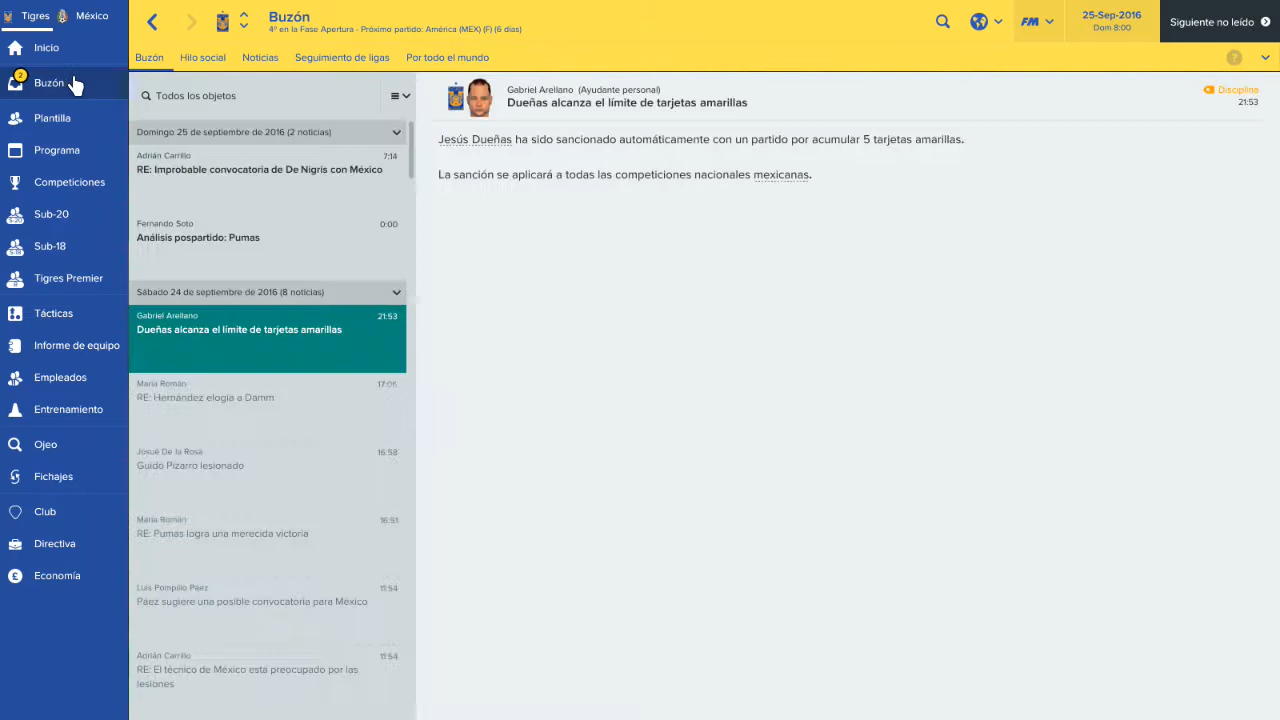 Tigres México
Inicio
2
Buzón
Plantilla
Programa
Competiciones
Sub-20
Sub-18
Tigres Premier
Tácticas
Informe de equipo
Empleados
Entrenamiento
Ojeo
Fichajes
Club
Directiva
Economía
Buzón
4º en la Fase Apertura - Próximo partido: América (MEX) (F) (6 días)
FM
25-Sep-2016
Dom 8:00
Siguiente no leído
Buzón Hilo social Noticias Seguimiento de ligas Por todo el mundo
?
Todos los objetos
Domingo 25 de septiembre de 2016 (2 noticias)
Adrián Carrillo 7:14
RE: Improbable convocatoria de De Nigris con México
Fernando Soto 0:00
Análisis pospartido: Pumas
Sábado 24 de septiembre de 2016 (8 noticias)
Gabriel Arellano 21:53
Dueñas alcanza el límite de tarjetas amarillas
María Román 17:06
RE: Hernández elogia a Damm
Josué De la Rosa 16:58
Guido Pizarro lesionado
María Román 16:51
RE: Pumas logra una merecida victoria
Luis Pompilio Páez 11:54
Páez sugiere una posible convocatoria para México
Adrián Carrillo 11:54
RE: El técnico de México está preocupado por las
lesiones
Gabriel Arellano (Ayudante personal)
Dueñas alcanza el límite de tarjetas amarillas
Disciplina
21:53
Jesús Dueñas ha sido sancionado automáticamente con un partido por acumular 5 tarjetas amarillas.
La sanción se aplicará a todas las competiciones nacionales mexicanas.